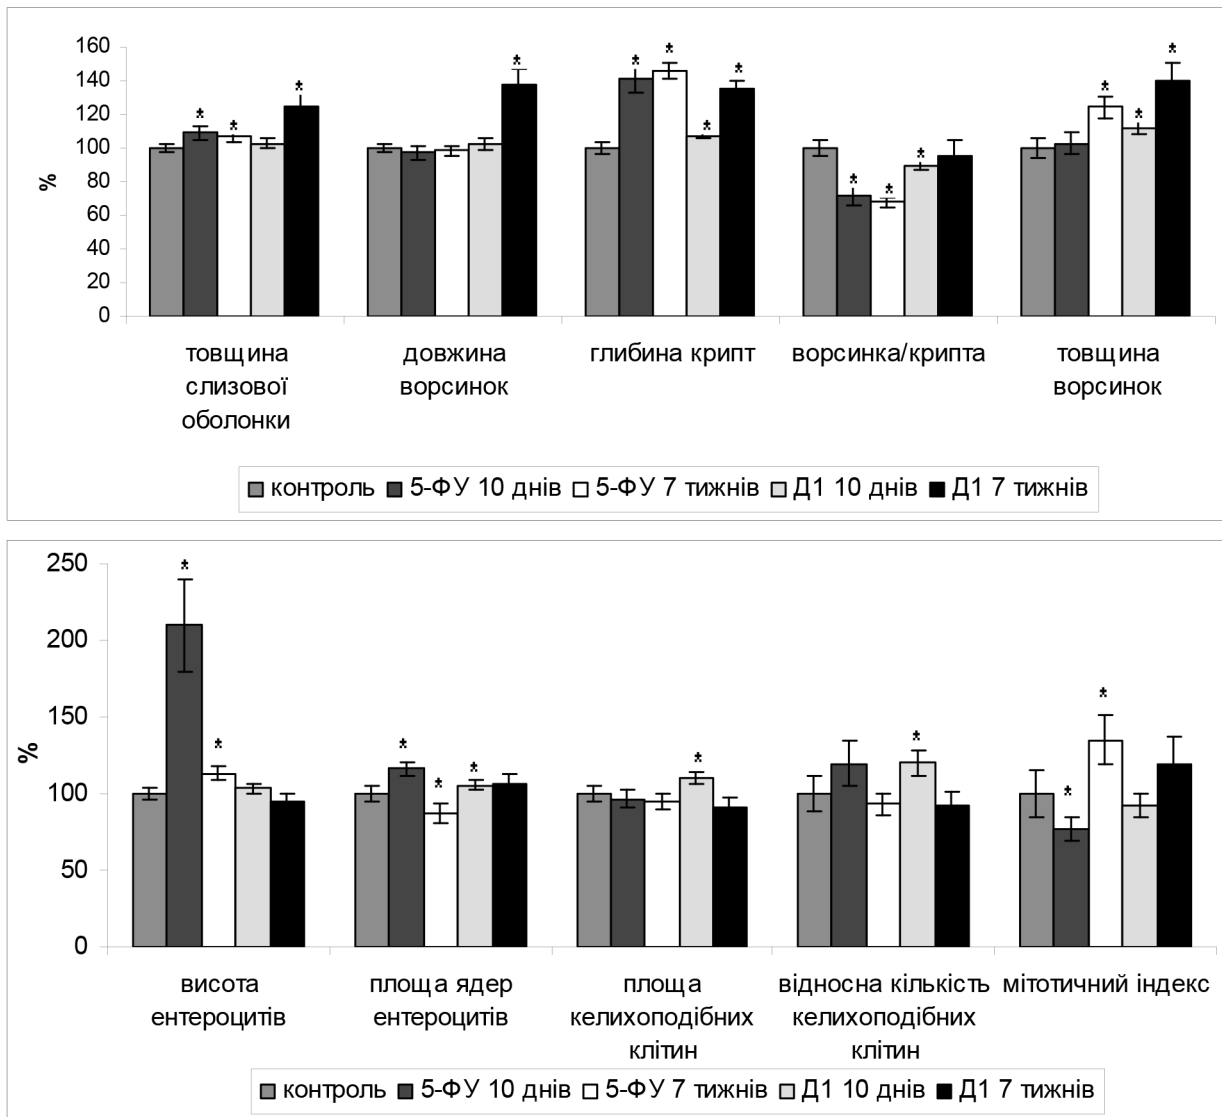 160
140
120
100
80
60
40
20
0
%
* * * * * * * * * * * * * *
товщина слизової оболонки
довжина ворсинок
глибина крипт
ворсинка/крипта
товщина ворсинок
контроль 5-ФУ 10 днів 5-ФУ 7 тижнів Д1 10 днів Д1 7 тижнів
250
200
150
100
50
0
%
* * * * * * * * *
висота ентероцитів
площа ядер ентероцитів
площа келихоподібних клітин
відносна кількість келихоподібних клітин
мітотичний індекс
контроль 5-ФУ 10 днів 5-ФУ 7 тижнів Д1 10 днів Д1 7 тижнів